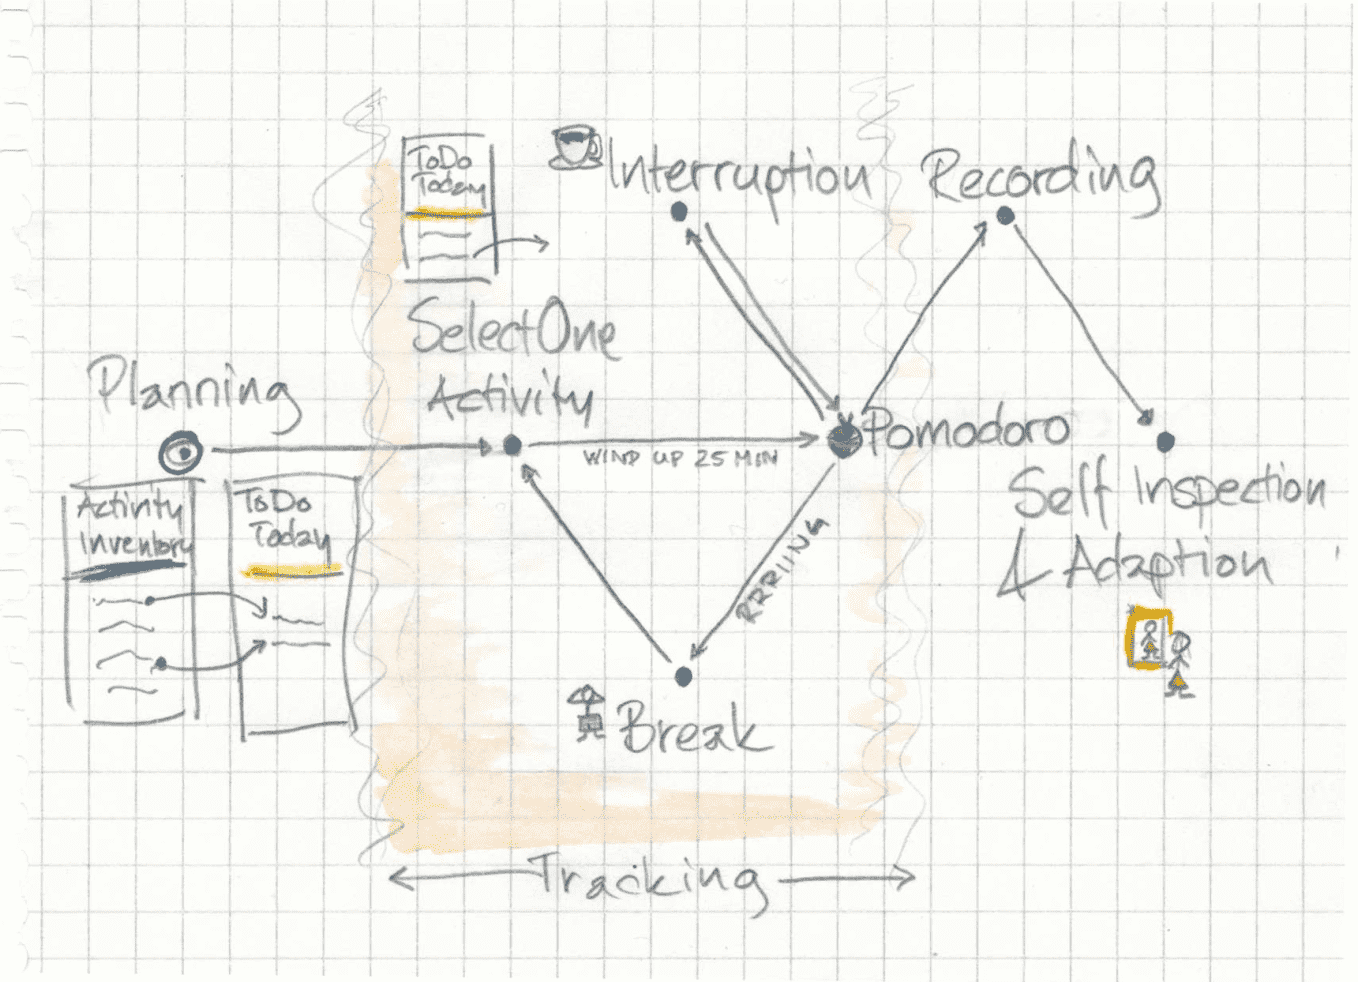 ToDo
Today
Interruption
Recording
Select One
Activity
Planning
WIND UP 25 MIN
Pomodoro
Activity
Inventory
ToDo
Today
RRRIIING
Self Inspection
& Adaption
Break
Tracking